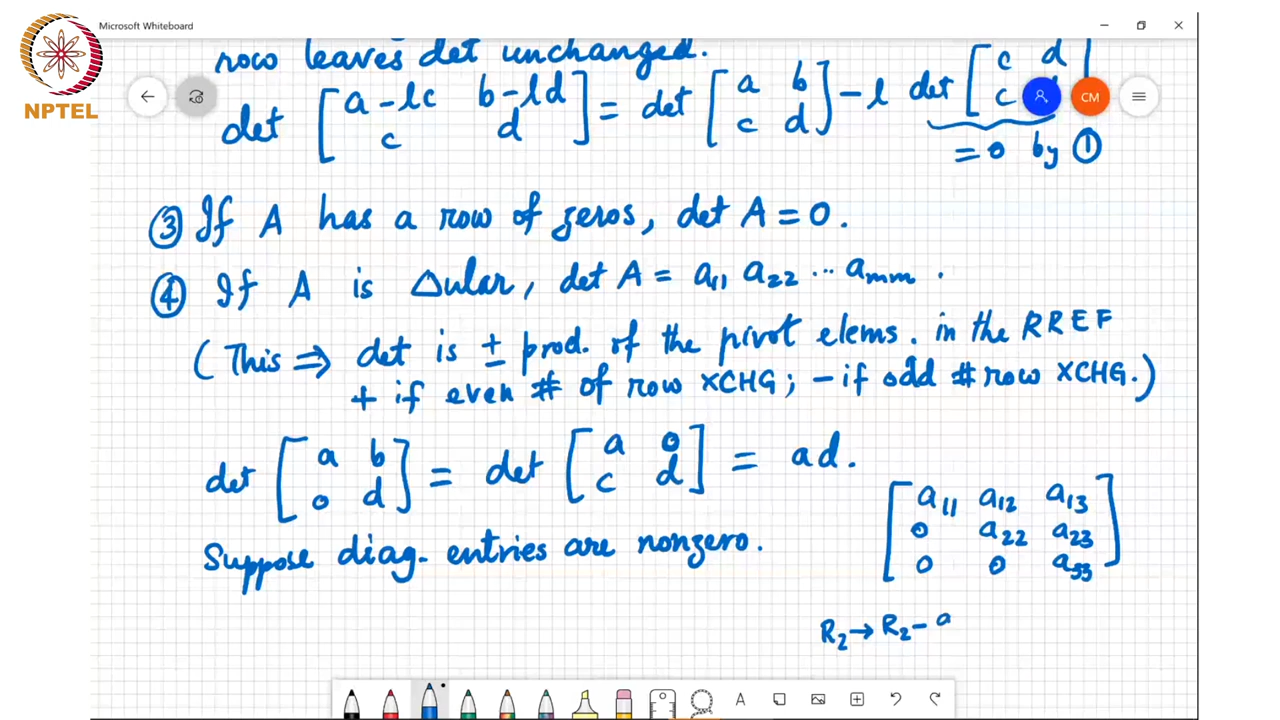 Microsoft Whiteboard
NPTEL
row leaves det unchanged.
det [a - lc b - ld; c d] = det [a b; c d] - l det [c d; c
= 0 by ①
CM
③ If A has a row of zeros, det A = 0.
④ If A is Δular, det A = a₁₁ a₂₂ ... aₘₘ.
(This ⇒ det is ± prod. of the pivot elems. in the RREF
+ if even # of row XCHG; - if odd # row XCHG.)
det [a b; 0 d] = det [a 0; c d] = ad.
[a₁₁ a₁₂ a₁₃; 0 a₂₂ a₂₃; 0 0 a₃₃]
Suppose diag. entries are nonzero.
R₂ → R₂ - a
A